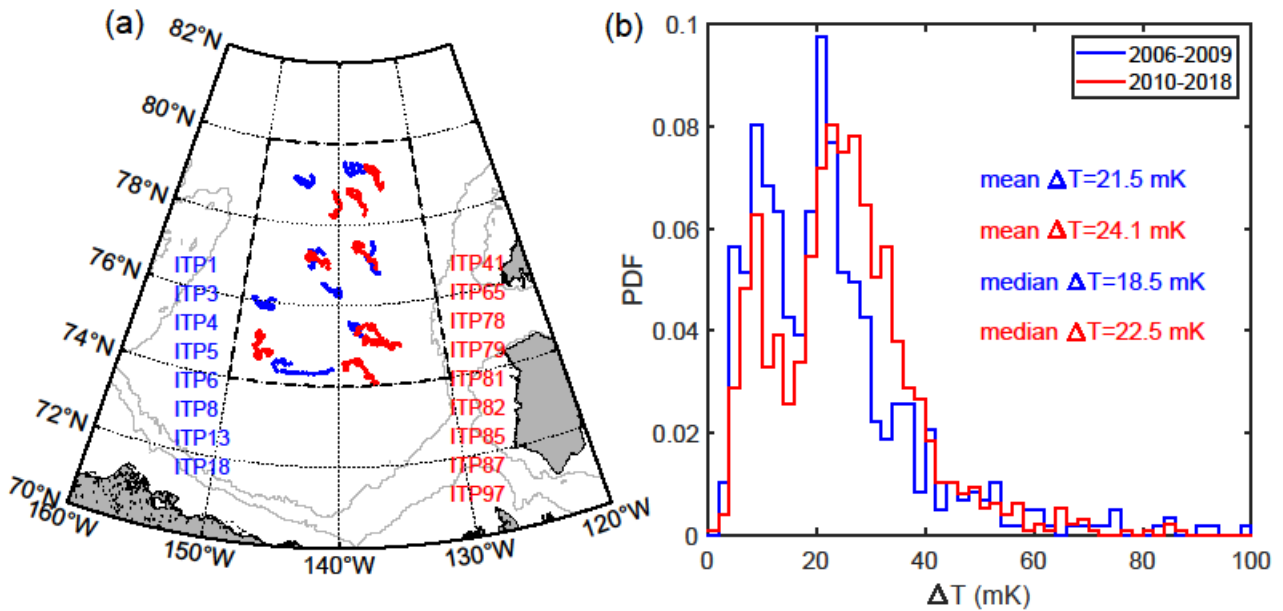 (a)
82°N
80°N
78°N
76°N
74°N
72°N
70°N
160°W
150°W
140°W
130°W
120°W
ITP1
ITP3
ITP4
ITP5
ITP6
ITP8
ITP13
ITP18
ITP41
ITP65
ITP78
ITP79
ITP81
ITP82
ITP85
ITP87
ITP97
(b)
0.1
0.08
0.06
0.04
0.02
0
PDF
2006-2009
2010-2018
mean ΔT=21.5 mK
mean ΔT=24.1 mK
median ΔT=18.5 mK
median ΔT=22.5 mK
0
20
40
60
80
100
ΔT (mK)